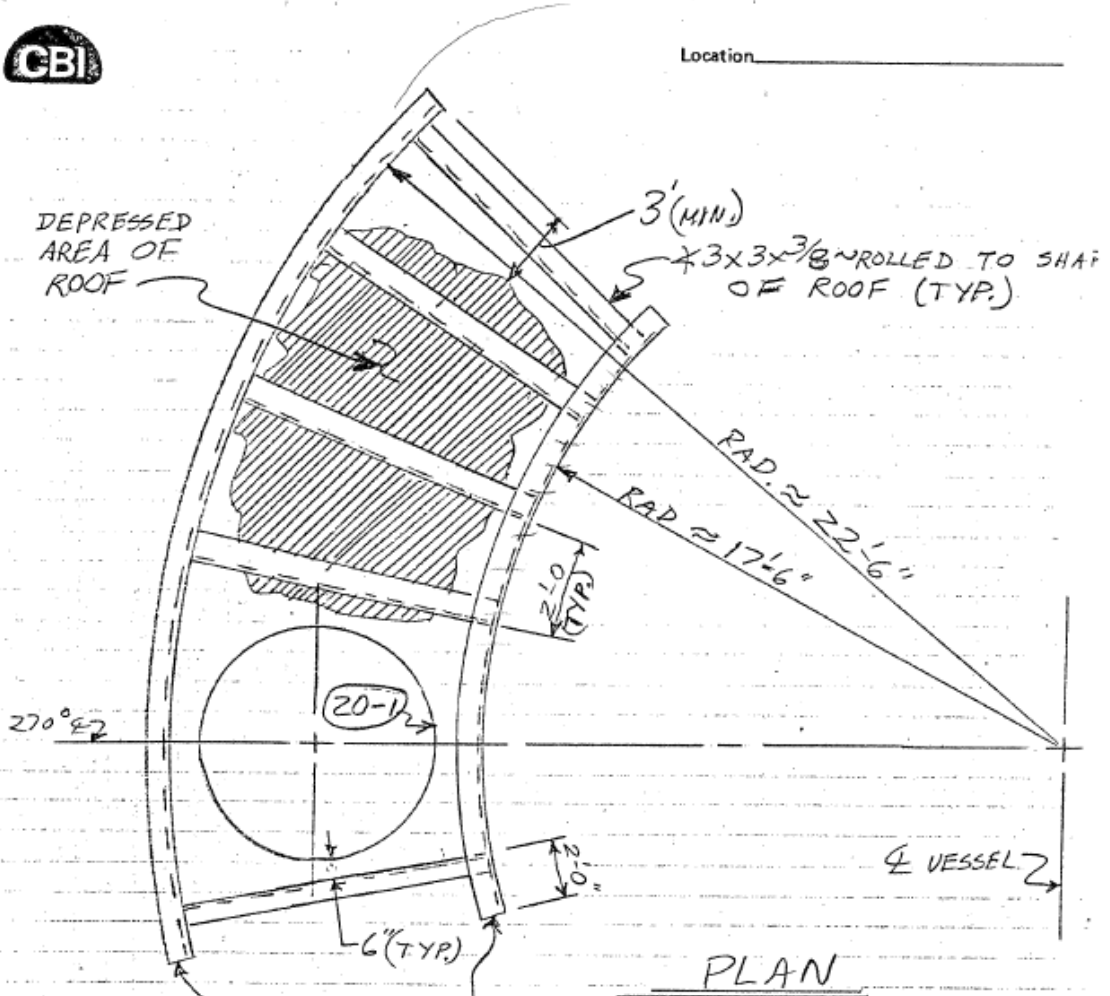 CBI
Location
DEPRESSED
AREA OF
ROOF
3'(MIN.)
∡3x3x3/8~ROLLED TO SHAP
OF ROOF (TYP.)
RAD. ≈ 22'-6"
RAD ≈ 17'-6"
2'-0
(TYP.)
20-1
270° ℄
2'-0"
℄ VESSEL
6"(TYP.)
PLAN